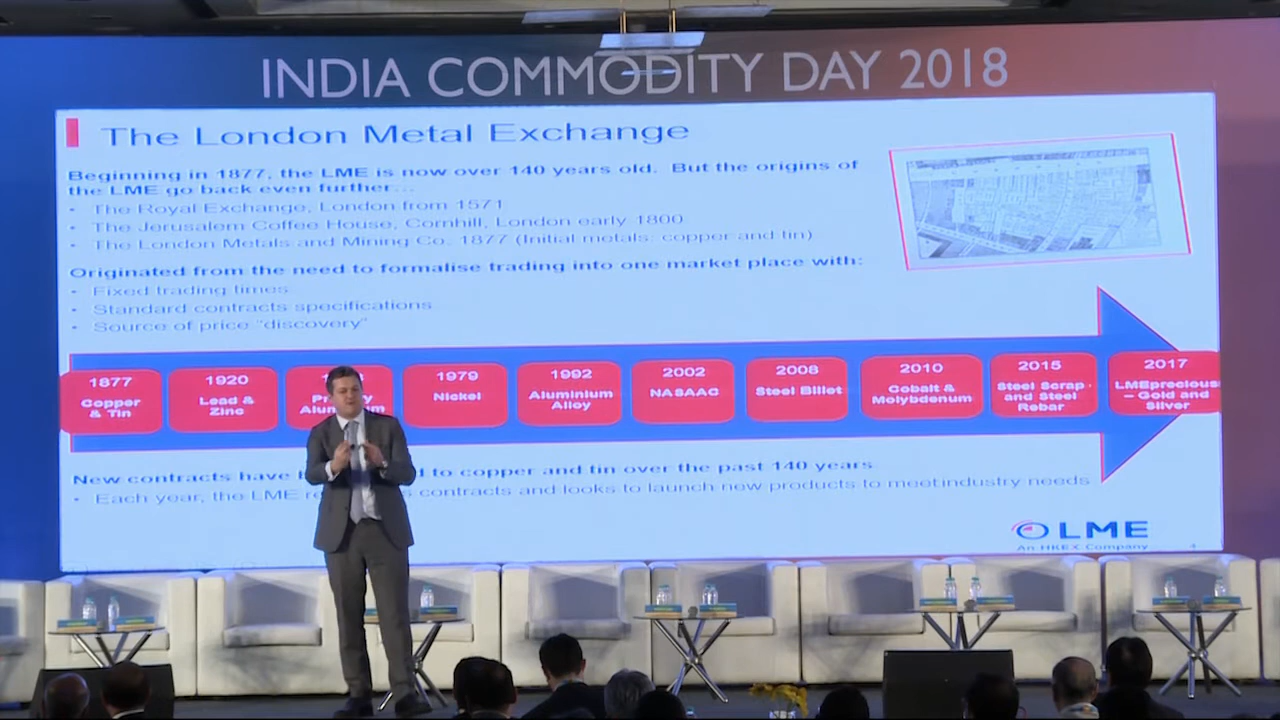 INDIA COMMODITY DAY 2018
The London Metal Exchange
Beginning in 1877, the LME is now over 140 years old. But the origins of
the LME go back even further...
• The Royal Exchange, London from 1571
• The Jerusalem Coffee House, Cornhill, London early 1800
• The London Metals and Mining Co. 1877 (Initial metals: copper and tin)
Originated from the need to formalise trading into one market place with:
• Fixed trading times
• Standard contracts specifications
• Source of price "discovery"
1877
Copper
& Tin
1920
Lead &
Zinc
1979
Nickel
1992
Aluminium
Alloy
2002
NASAAC
2008
Steel Billet
2010
Cobalt &
Molybdenum
2015
Steel Scrap
and Steel
Rebar
2017
LMEprecious
– Gold and
Silver
New contracts have to copper and tin over the past 140 years
• Each year, the LME contracts and looks to launch new products to meet industry needs
LME
An HKEX Company
4